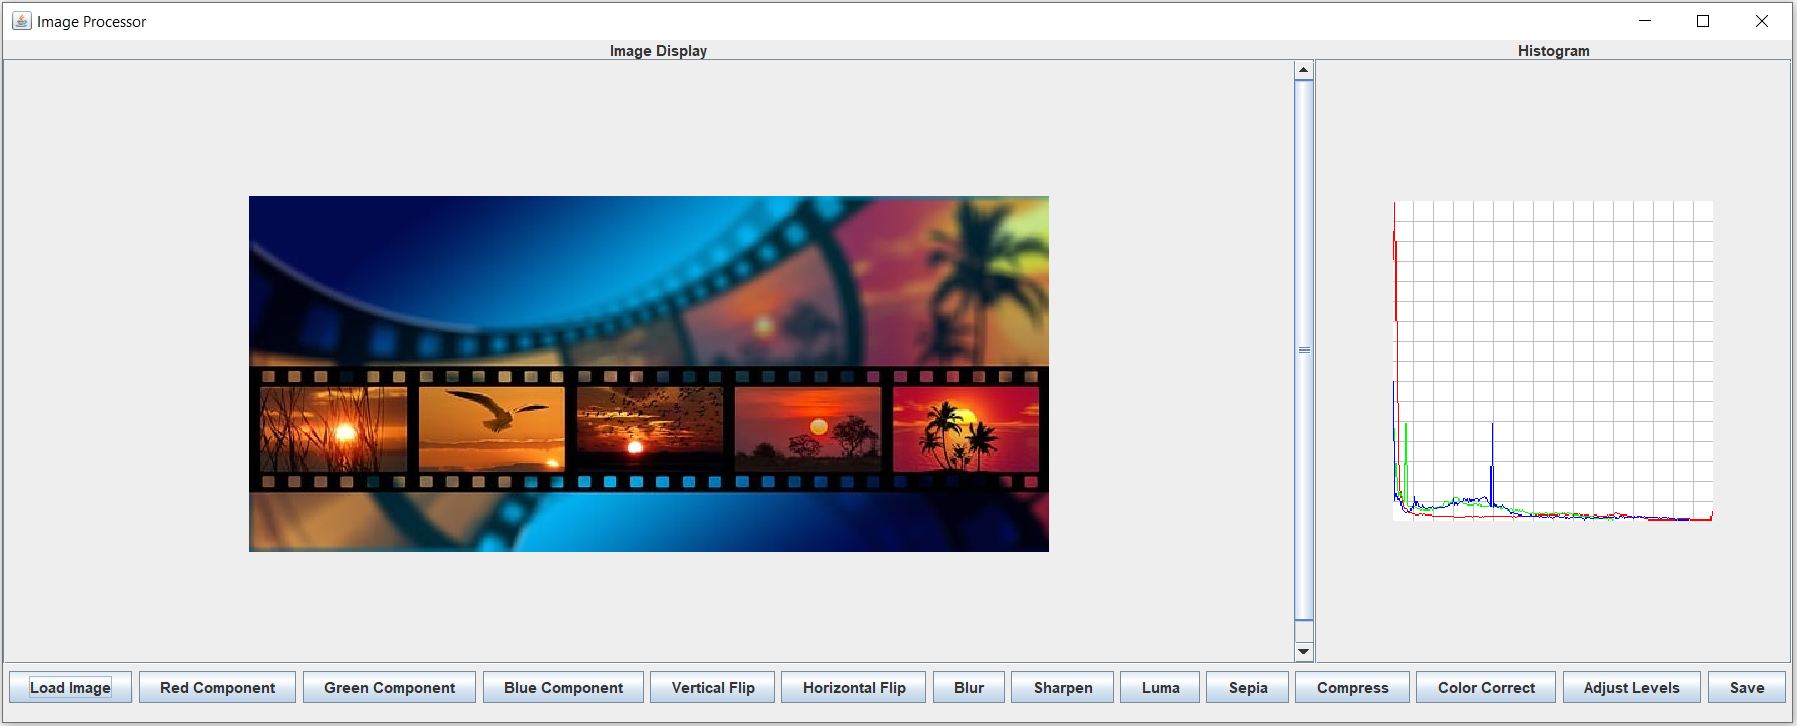 Image Processor
Image Display
Histogram
Load Image
Red Component
Green Component
Blue Component
Vertical Flip
Horizontal Flip
Blur
Sharpen
Luma
Sepia
Compress
Color Correct
Adjust Levels
Save